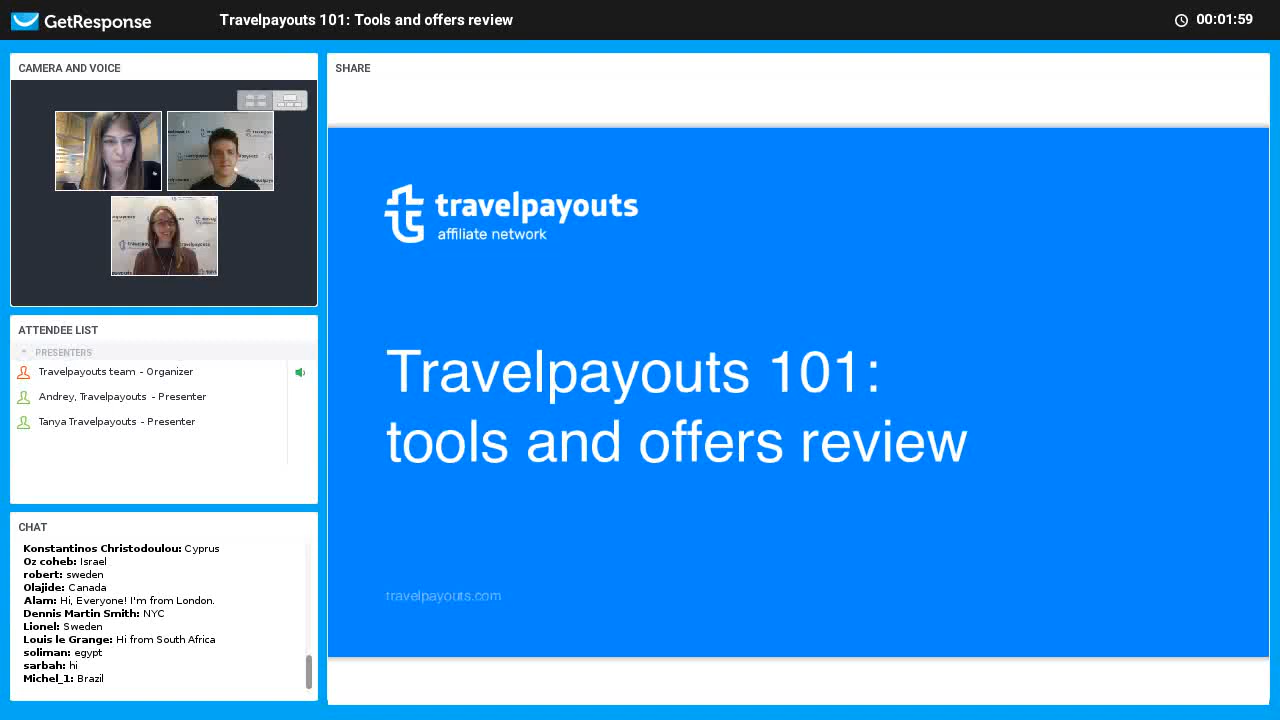 GetResponse
Travelpayouts 101: Tools and offers review
00:01:59
CAMERA AND VOICE
ATTENDEE LIST
PRESENTERS
Travelpayouts team - Organizer
Andrey, Travelpayouts - Presenter
Tanya Travelpayouts - Presenter
CHAT
Konstantinos Christodoulou: Cyprus
Oz coheb: Israel
robert: sweden
Olajide: Canada
Alam: Hi, Everyone! I'm from London.
Dennis Martin Smith: NYC
Lionel: Sweden
Louis le Grange: Hi from South Africa
soliman: egypt
sarbah: hi
Michel_1: Brazil
SHARE
travelpayouts
affiliate network
Travelpayouts 101:
tools and offers review
travelpayouts.com